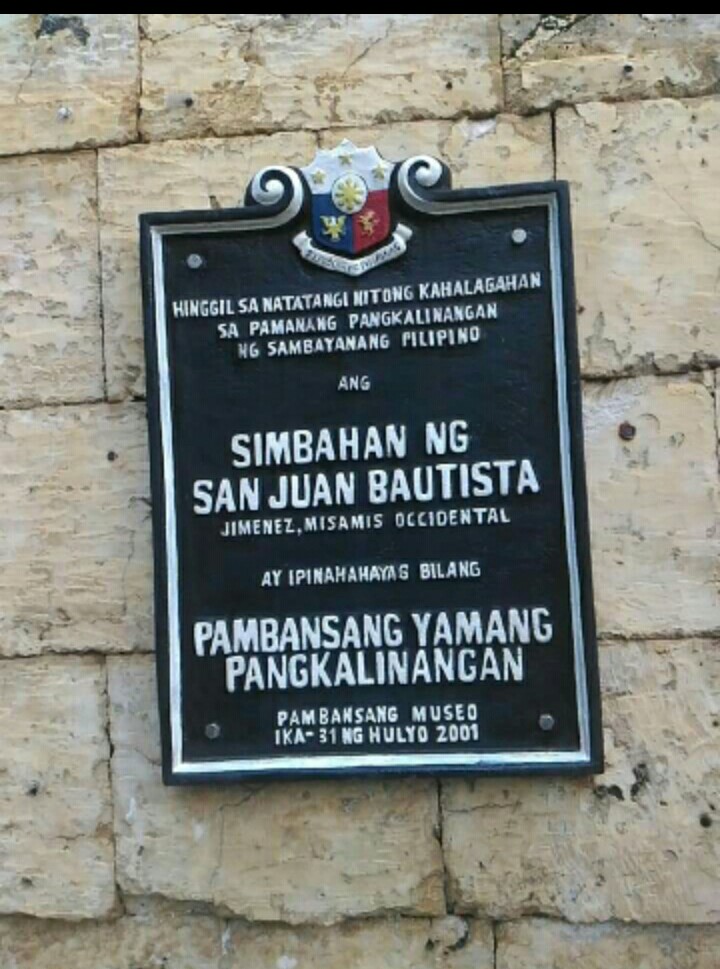 HINGGIL SA NATATANGI NITONG KAHALAGAHAN
SA PAMANANG PANGKALINANGAN
NG SAMBAYANANG PILIPINO
ANG
SIMBAHAN NG
SAN JUAN BAUTISTA
JIMENEZ, MISAMIS OCCIDENTAL
AY IPINAHAHAYAG BILANG
PAMBANSANG YAMANG
PANGKALINANGAN
PAMBANSANG MUSEO
IKA-31 NG HULYO 2001